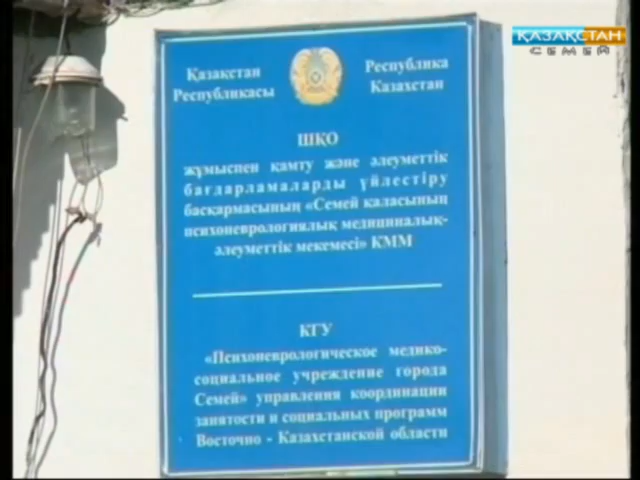 ҚАЗАҚСТАН
СЕМЕЙ
Қазақстан
Республикасы
Республика
Казахстан
ШҚО
жұмыспен қамту және әлеуметтік
бағдарламаларды үйлестіру
басқармасының «Семей қаласының
психоневрологиялық медициналық-
әлеуметтік мекемесі» КММ
КГУ
«Психоневрологическое медико-
социальное учреждение города
Семей» управления координации
занятости и социальных программ
Восточно - Казахстанской области